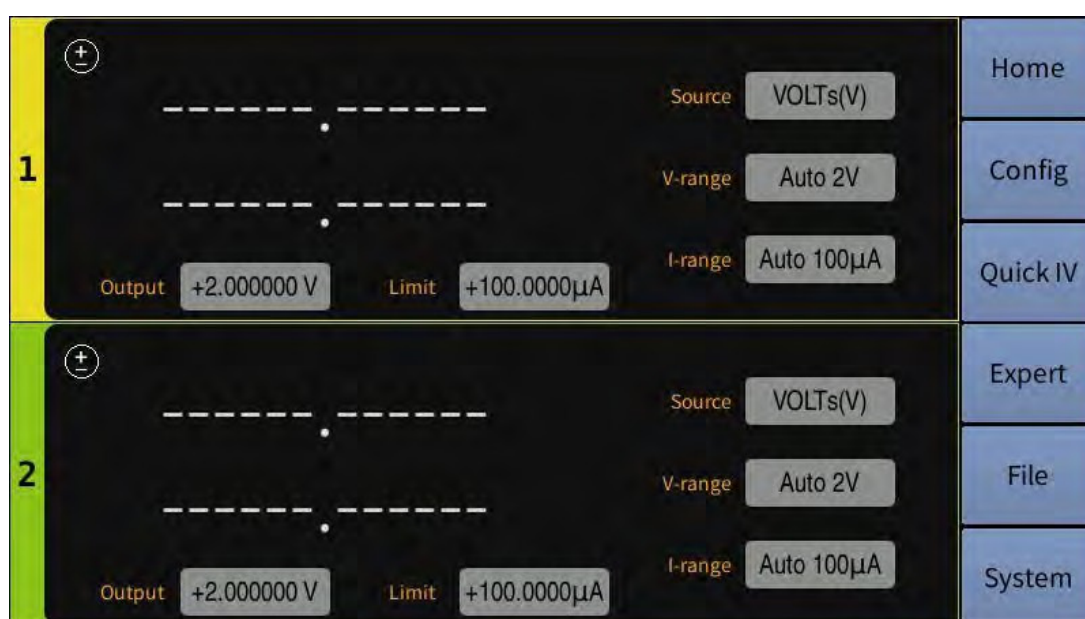 1
±
------.------
Source VOLTs(V)
V-range Auto 2V
------.------
I-range Auto 100µA
Output +2.000000 V Limit +100.0000µA
2
±
------.------
Source VOLTs(V)
V-range Auto 2V
------.------
I-range Auto 100µA
Output +2.000000 V Limit +100.0000µA
Home
Config
Quick IV
Expert
File
System